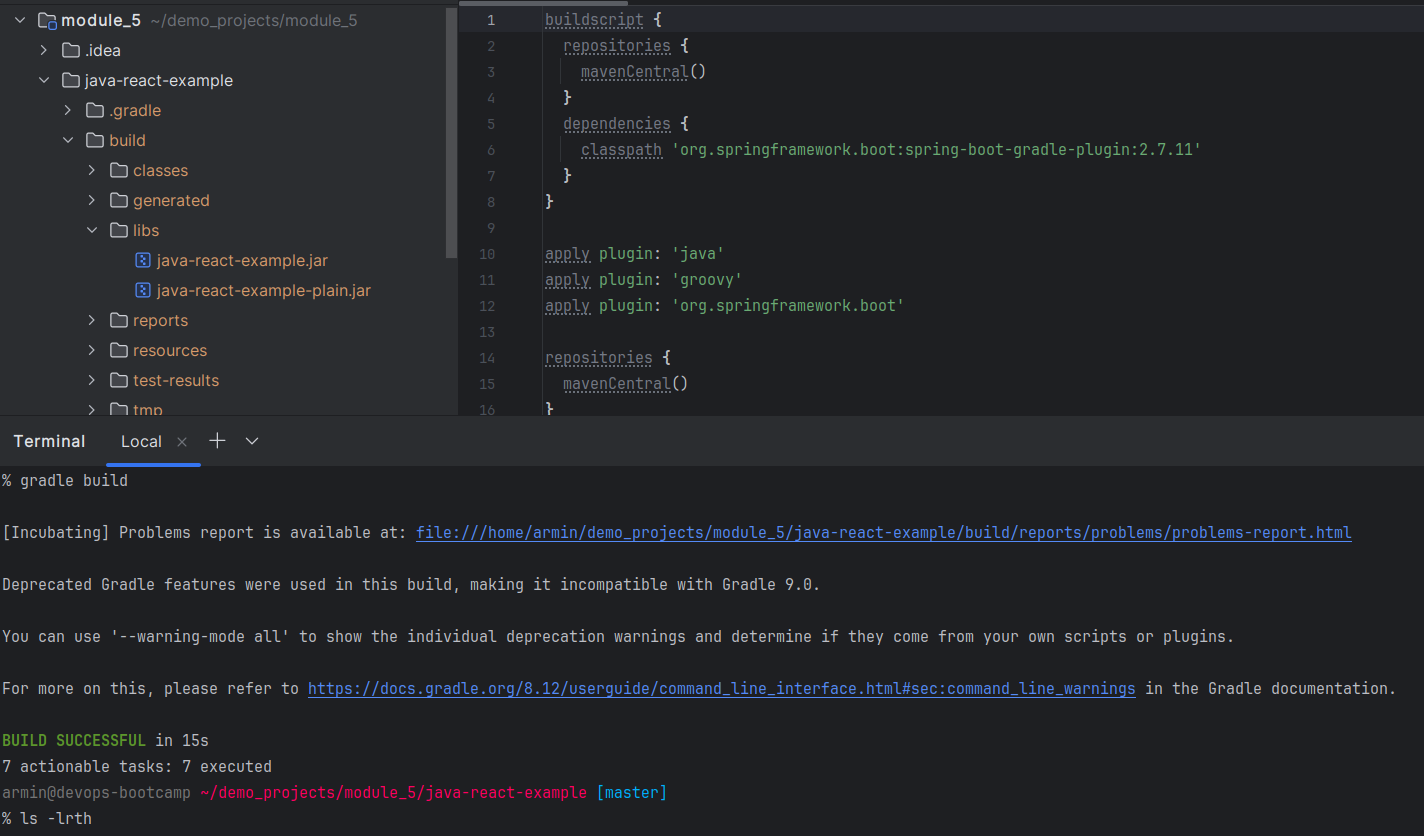 module_5 ~/demo_projects/module_5
.idea
java-react-example
.gradle
build
classes
generated
libs
java-react-example.jar
java-react-example-plain.jar
reports
resources
test-results
tmp
1 buildscript {
2 repositories {
3 mavenCentral()
4 }
5 dependencies {
6 classpath 'org.springframework.boot:spring-boot-gradle-plugin:2.7.11'
7 }
8 }
9
10 apply plugin: 'java'
11 apply plugin: 'groovy'
12 apply plugin: 'org.springframework.boot'
13
14 repositories {
15 mavenCentral()
16 }
Terminal Local
% gradle build
[Incubating] Problems report is available at: file:///home/armin/demo_projects/module_5/java-react-example/build/reports/problems/problems-report.html
Deprecated Gradle features were used in this build, making it incompatible with Gradle 9.0.
You can use '--warning-mode all' to show the individual deprecation warnings and determine if they come from your own scripts or plugins.
For more on this, please refer to https://docs.gradle.org/8.12/userguide/command_line_interface.html#sec:command_line_warnings in the Gradle documentation.
BUILD SUCCESSFUL in 15s
7 actionable tasks: 7 executed
armin@devops-bootcamp ~/demo_projects/module_5/java-react-example [master]
% ls -lrth